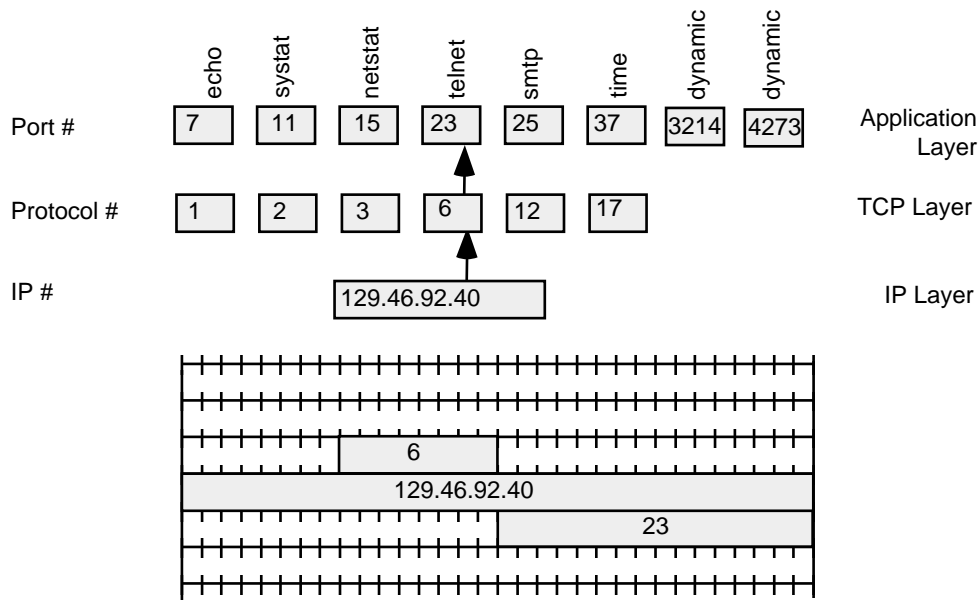 echo
systat
netstat
telnet
smtp
time
dynamic
dynamic
Port #
7
11
15
23
25
37
3214
4273
Application
Layer
Protocol #
1
2
3
6
12
17
TCP Layer
IP #
129.46.92.40
IP Layer
6
129.46.92.40
23